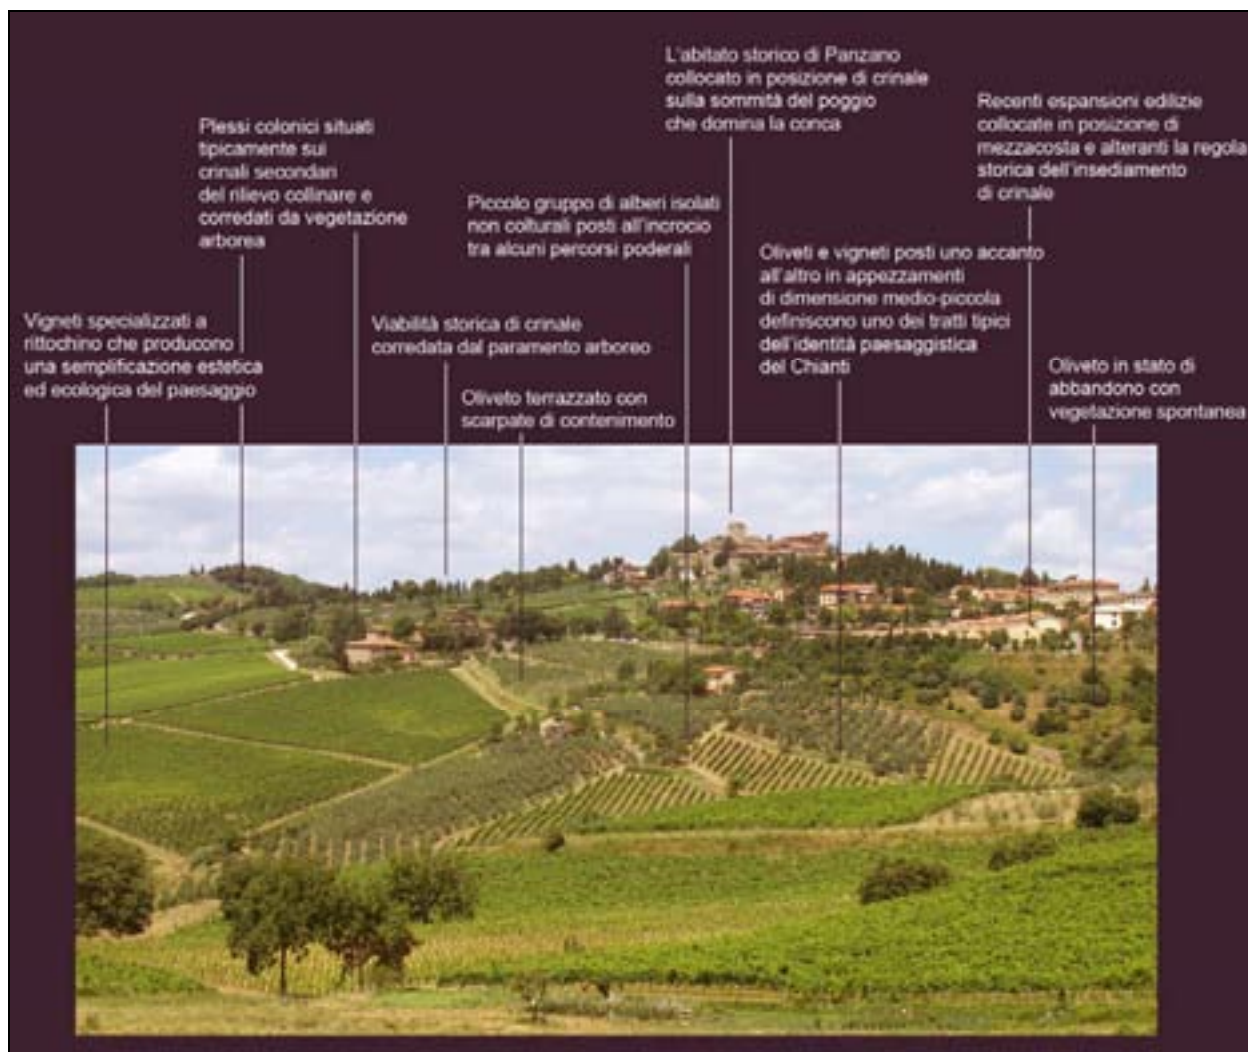 L'abitato storico di Panzano
collocato in posizione di crinale
sulla sommità del poggio
che domina la conca
Recenti espansioni edilizie
collocate in posizione di
mezzacosta e alteranti la regola
storica dell'insediamento
di crinale
Plessi colonici situati
tipicamente sui
crinali secondari
del rilievo collinare e
corredati da vegetazione
arborea
Piccolo gruppo di alberi isolati
non colturali posti all'incrocio
tra alcuni percorsi poderali
Oliveti e vigneti posti uno accanto
all'altro in appezzamenti
di dimensione medio-piccola
definiscono uno dei tratti tipici
dell'identità paesaggistica
del Chianti
Vigneti specializzati a
rittochino che producono
una semplificazione estetica
ed ecologica del paesaggio
Viabilità storica di crinale
corredata dal paramento arboreo
Oliveto terrazzato con
scarpate di contenimento
Oliveto in stato di
abbandono con
vegetazione spontanea